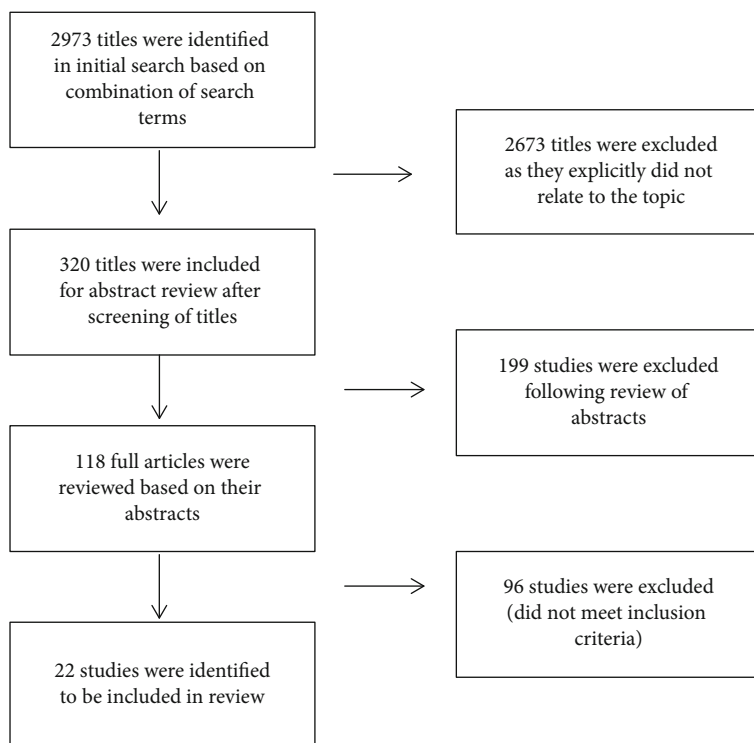 2973 titles were identified
in initial search based on
combination of search
terms
2673 titles were excluded
as they explicitly did not
relate to the topic
320 titles were included
for abstract review after
screening of titles
199 studies were excluded
following review of
abstracts
118 full articles were
reviewed based on their
abstracts
96 studies were excluded
(did not meet inclusion
criteria)
22 studies were identified
to be included in review